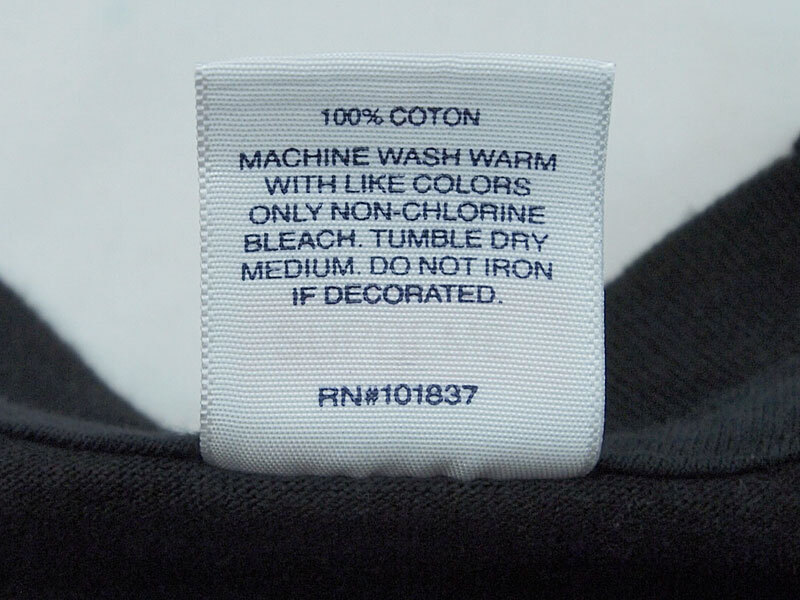 100% COTON
MACHINE WASH WARM
WITH LIKE COLORS
ONLY NON-CHLORINE
BLEACH. TUMBLE DRY
MEDIUM. DO NOT IRON
IF DECORATED.
RN#101837